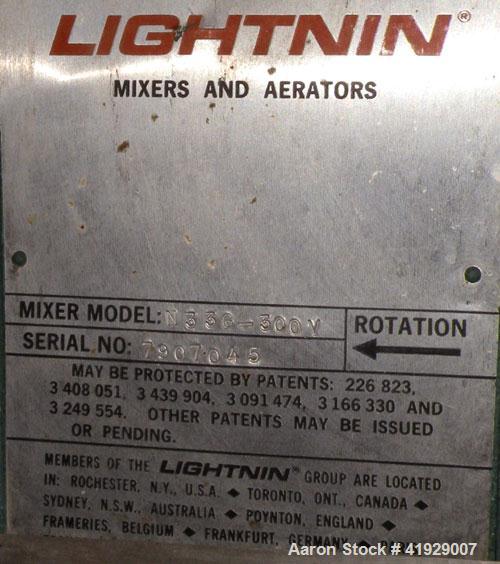 LIGHTNIN®
MIXERS AND AERATORS
MIXER MODEL: N33G-300V
SERIAL NO: 7907045
ROTATION
MAY BE PROTECTED BY PATENTS: 226 823,
3 408 051, 3 439 904, 3 091 474, 3 166 330 AND
3 249 554. OTHER PATENTS MAY BE ISSUED
OR PENDING.
MEMBERS OF THE LIGHTNIN® GROUP ARE LOCATED
IN: ROCHESTER, N.Y., U.S.A. ◆ TORONTO, ONT., CANADA ◆
SYDNEY, N.S.W., AUSTRALIA ◆ POYNTON, ENGLAND ◆
FRAMERIES, BELGIUM ◆ FRANKFURT, GERMANY ◆
Aaron Stock # 41929007